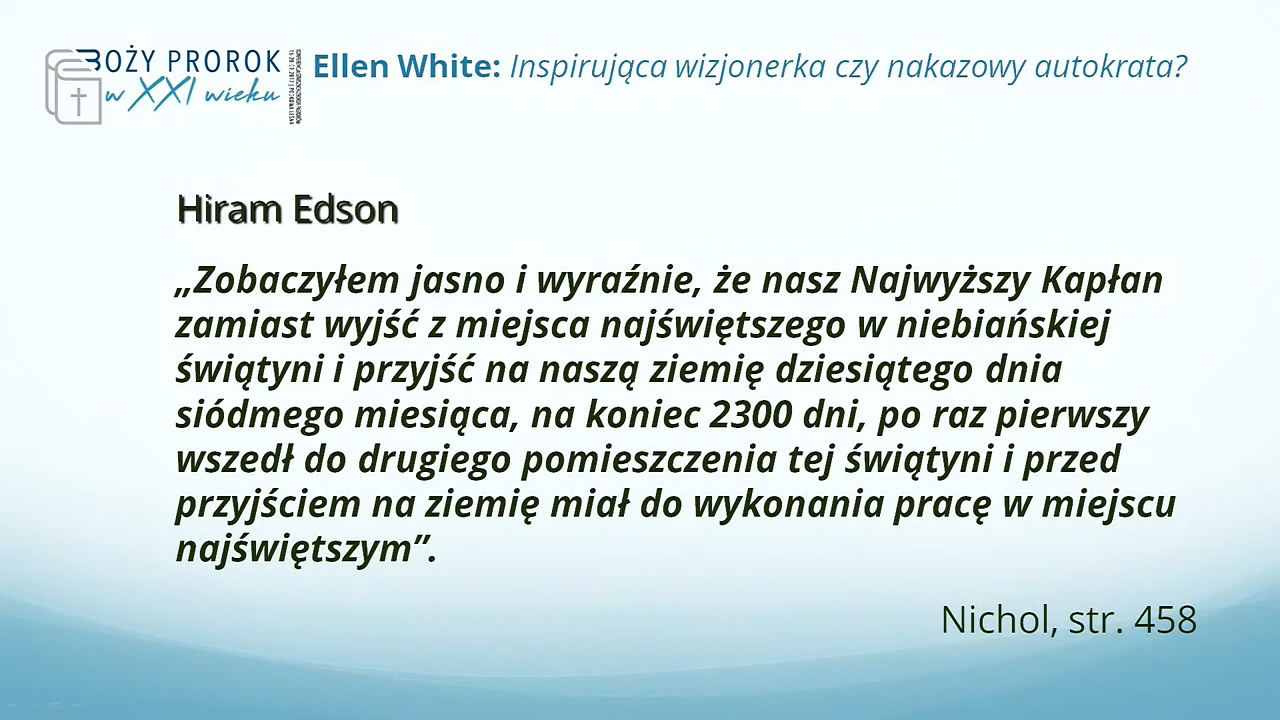 BOŻY PROROK
w XXI wieku
Ellen White: Inspirująca wizjonerka czy nakazowy autokrata?
Hiram Edson
„Zobaczyłem jasno i wyraźnie, że nasz Najwyższy Kapłan
zamiast wyjść z miejsca najświętszego w niebiańskiej
świątyni i przyjść na naszą ziemię dziesiątego dnia
siódmego miesiąca, na koniec 2300 dni, po raz pierwszy
wszedł do drugiego pomieszczenia tej świątyni i przed
przyjściem na ziemię miał do wykonania pracę w miejscu
najświętszym”.
Nichol, str. 458